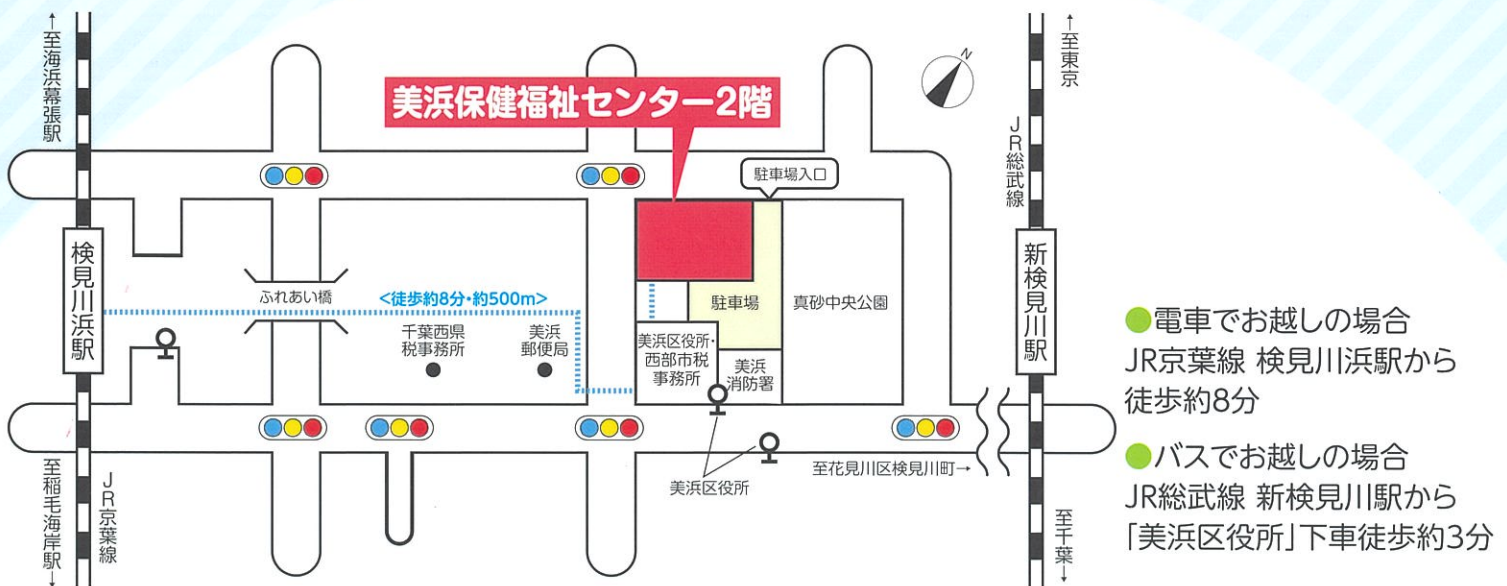 ↑至海浜幕張駅
検見川浜駅
至稲毛海岸駅↓
JR京葉線
美浜保健福祉センター2階
N
駐車場入口
ふれあい橋
<徒歩約8分・約500m>
千葉西県
税事務所
美浜
郵便局
駐車場
真砂中央公園
美浜区役所・
西部市税
事務所
美浜
消防署
美浜区役所
至花見川区検見川町→
↑至東京
JR総武線
新検見川駅
至千葉↓
●電車でお越しの場合
JR京葉線 検見川浜駅から
徒歩約8分
●バスでお越しの場合
JR総武線 新検見川駅から
「美浜区役所」下車徒歩約3分